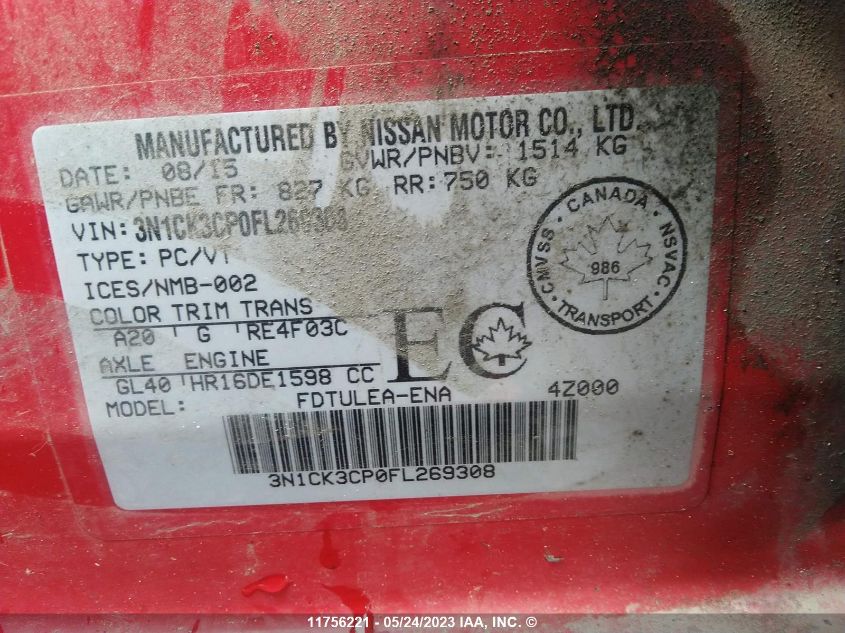 MANUFACTURED BY NISSAN MOTOR CO., LTD.
DATE: 08/15 GVWR/PNBV: 1514 KG
GAWR/PNBE FR: 827 KG RR: 750 KG
VIN: 3N1CK3CP0FL269308
TYPE: PC/VT
ICES/NMB-002
COLOR TRIM TRANS
A20 G RE4F03C
AXLE ENGINE
GL40 HR16DE1598 CC
MODEL: FDTULEA-ENA 4Z000
EC
CANADA
CMVSS NSVAC
986
TRANSPORT
3N1CK3CP0FL269308
11756221 - 05/24/2023 IAA, INC. ©